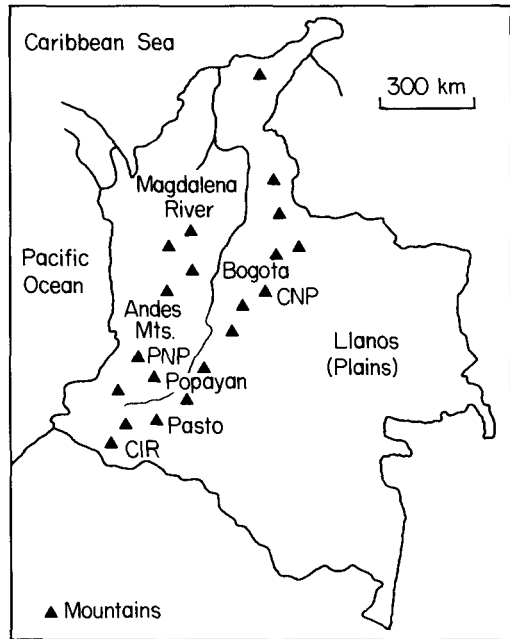 Caribbean Sea
300 km
Magdalena
River
Pacific
Ocean
Bogota
CNP
Andes
Mts.
Llanos
(Plains)
PNP
Popayan
Pasto
CIR
Mountains